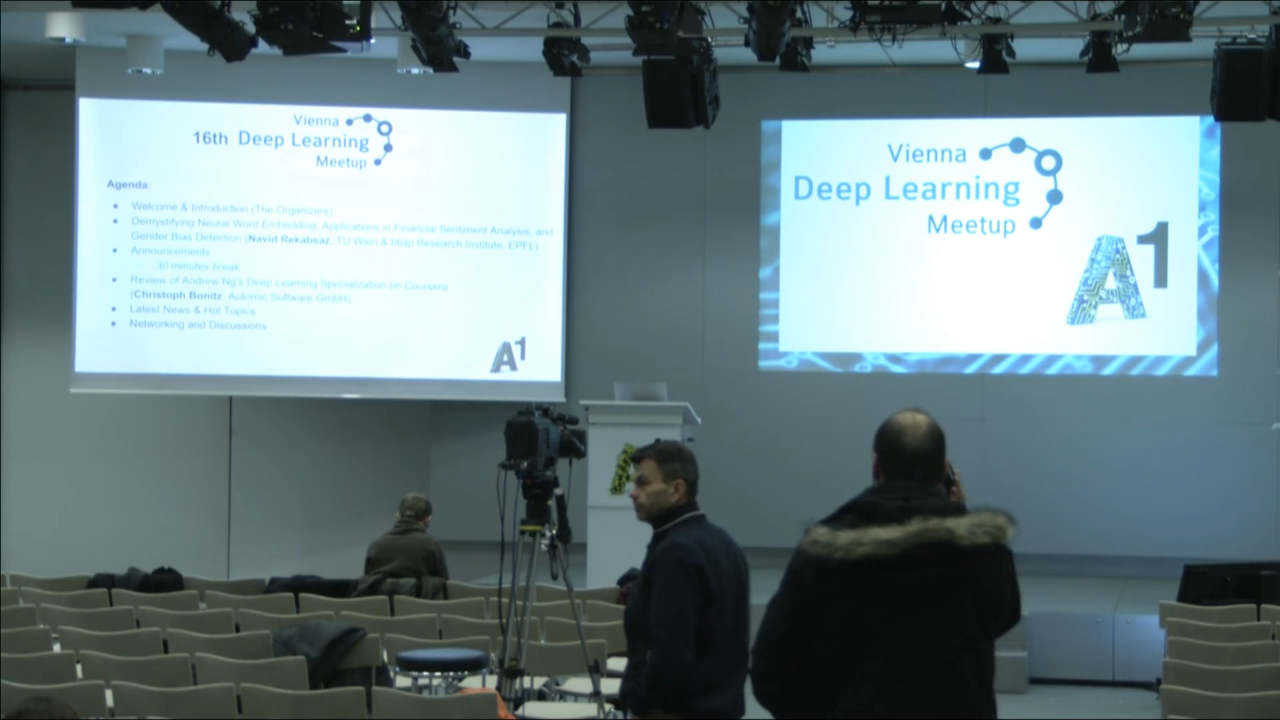 Vienna
16th Deep Learning
Meetup
Agenda:
Welcome & Introduction (The Organizers)
Demystifying Neural Word Embedding: Applications in Financial Sentiment Analysis, and
Gender Bias Detection (Navid Rekabsaz, TU Wien & Idiap Research Institute, EPFL)
Announcements
30 minutes break
Review of Andrew Ng's Deep Learning Specialization on Coursera
(Christoph Bonitz, Automic Software GmbH)
Latest News & Hot Topics
Networking and Discussions
A1
Vienna
Deep Learning
Meetup
A1